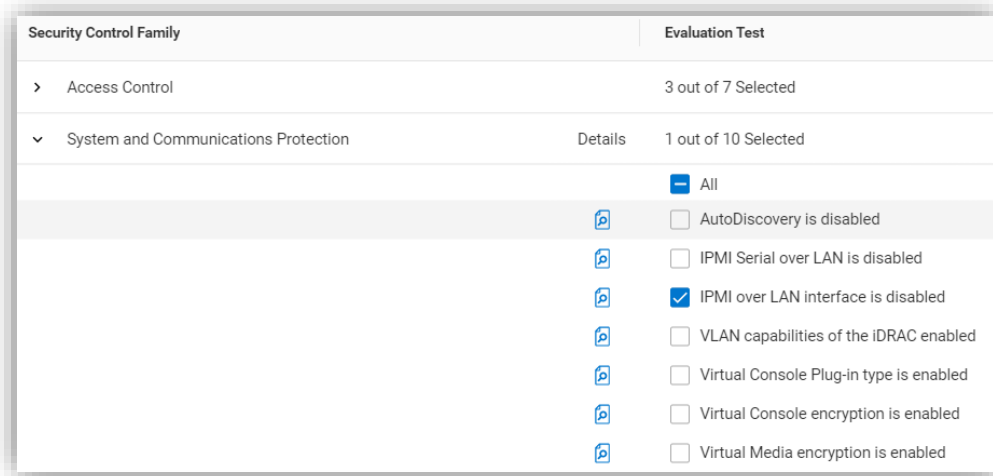 Security Control Family Evaluation Test
Access Control 3 out of 7 Selected
System and Communications Protection Details 1 out of 10 Selected
All
AutoDiscovery is disabled
IPMI Serial over LAN is disabled
IPMI over LAN interface is disabled
VLAN capabilities of the iDRAC enabled
Virtual Console Plug-in type is enabled
Virtual Console encryption is enabled
Virtual Media encryption is enabled